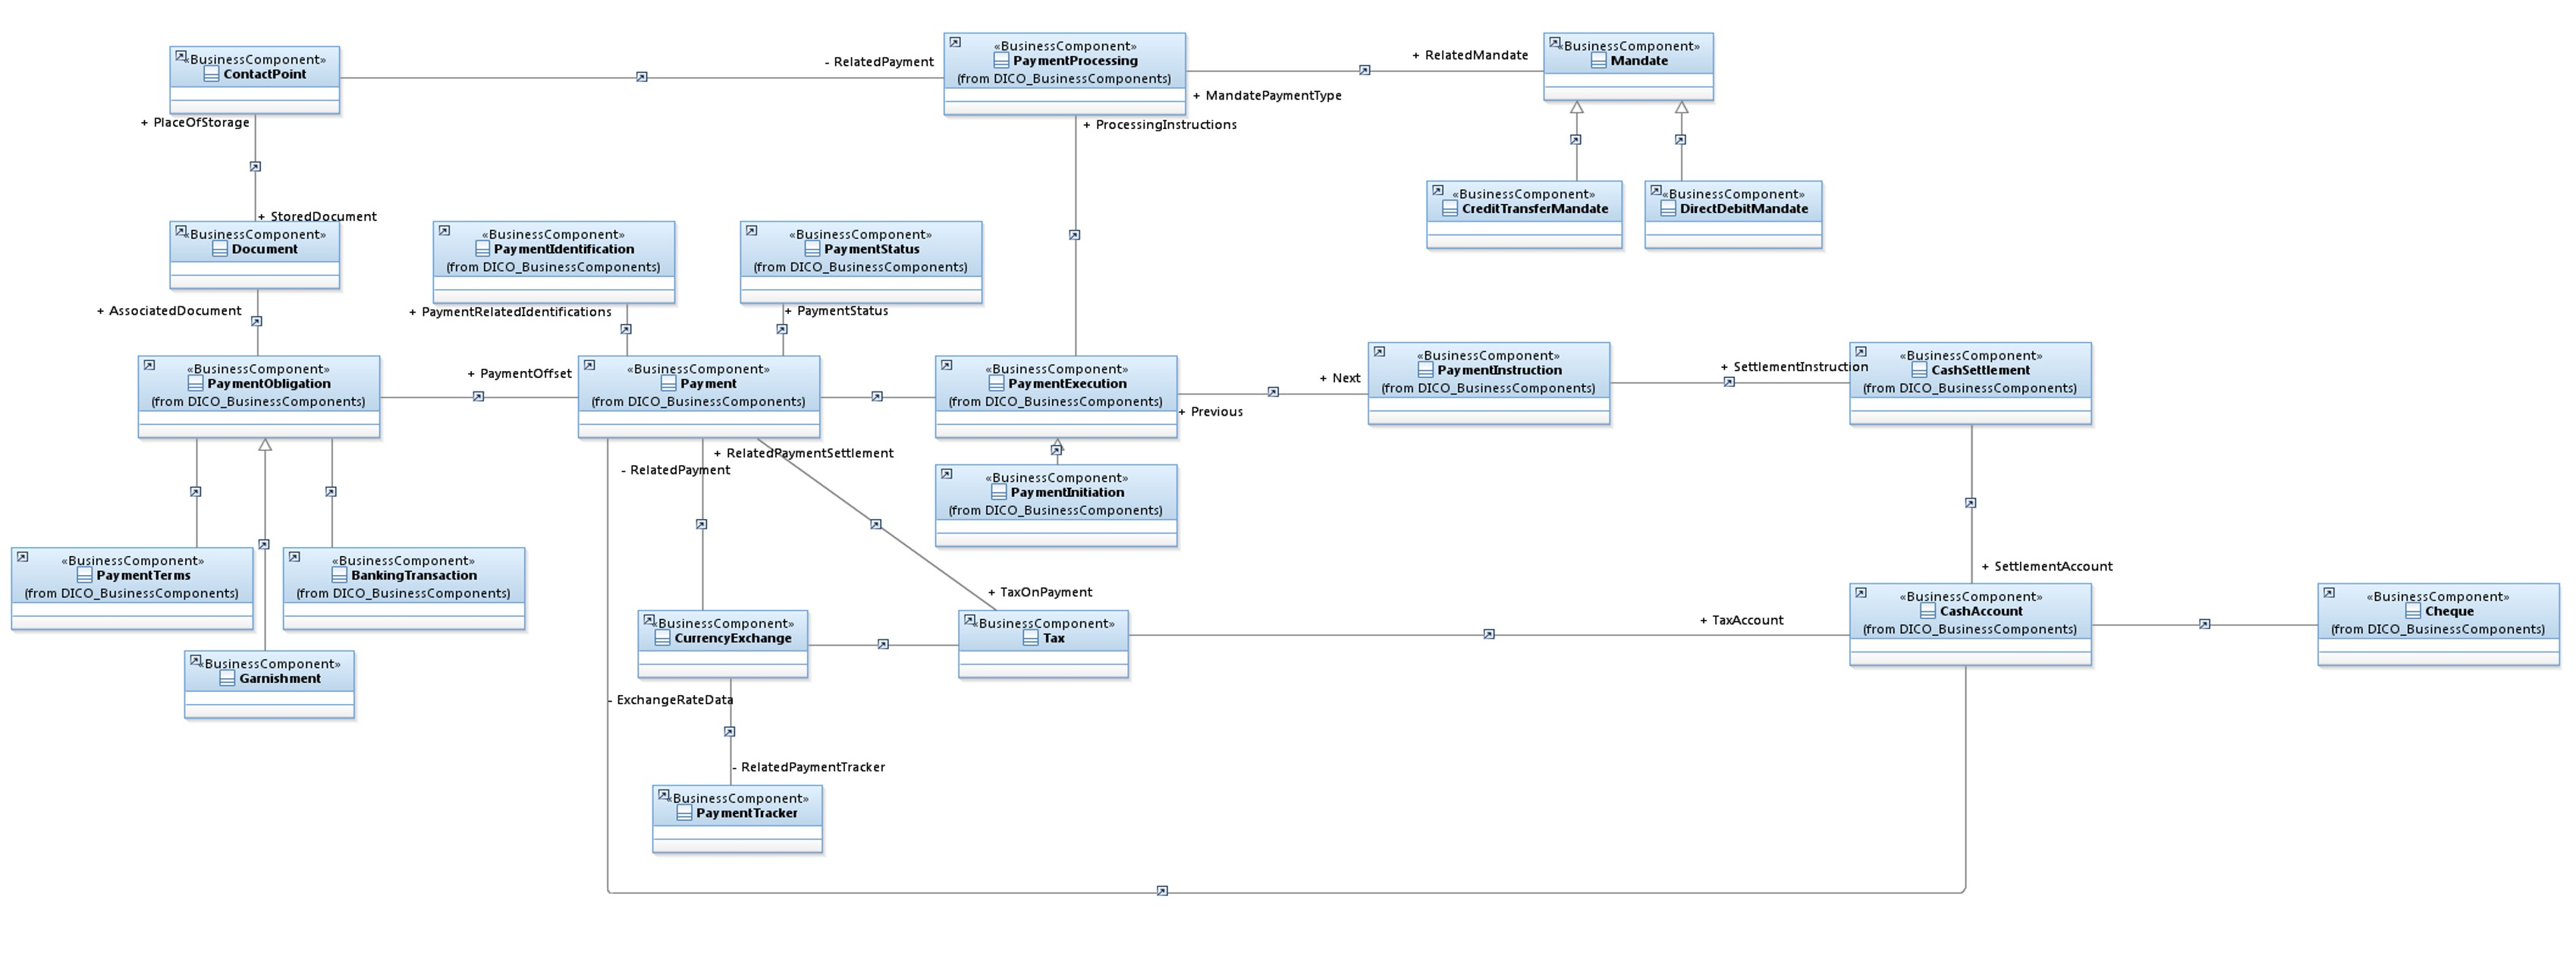 «BusinessComponent»
ContactPoint
- RelatedPayment
«BusinessComponent»
PaymentProcessing
(from DICO_BusinessComponents)
+ RelatedMandate
«BusinessComponent»
Mandate
+ MandatePaymentType
+ PlaceOfStorage
+ ProcessingInstructions
«BusinessComponent»
CreditTransferMandate
«BusinessComponent»
DirectDebitMandate
+ StoredDocument
«BusinessComponent»
Document
«BusinessComponent»
PaymentIdentification
(from DICO_BusinessComponents)
«BusinessComponent»
PaymentStatus
(from DICO_BusinessComponents)
+ AssociatedDocument
+ PaymentRelatedIdentifications
+ PaymentStatus
«BusinessComponent»
PaymentObligation
(from DICO_BusinessComponents)
+ PaymentOffset
«BusinessComponent»
Payment
(from DICO_BusinessComponents)
«BusinessComponent»
PaymentExecution
(from DICO_BusinessComponents)
+ Next
+ Previous
«BusinessComponent»
PaymentInstruction
(from DICO_BusinessComponents)
+ SettlementInstruction
«BusinessComponent»
CashSettlement
(from DICO_BusinessComponents)
+ RelatedPaymentSettlement
- RelatedPayment
«BusinessComponent»
PaymentInitiation
(from DICO_BusinessComponents)
«BusinessComponent»
PaymentTerms
(from DICO_BusinessComponents)
«BusinessComponent»
BankingTransaction
(from DICO_BusinessComponents)
+ SettlementAccount
+ TaxOnPayment
«BusinessComponent»
CurrencyExchange
«BusinessComponent»
Tax
+ TaxAccount
«BusinessComponent»
CashAccount
(from DICO_BusinessComponents)
«BusinessComponent»
Cheque
(from DICO_BusinessComponents)
«BusinessComponent»
Garnishment
- ExchangeRateData
- RelatedPaymentTracker
«BusinessComponent»
PaymentTracker